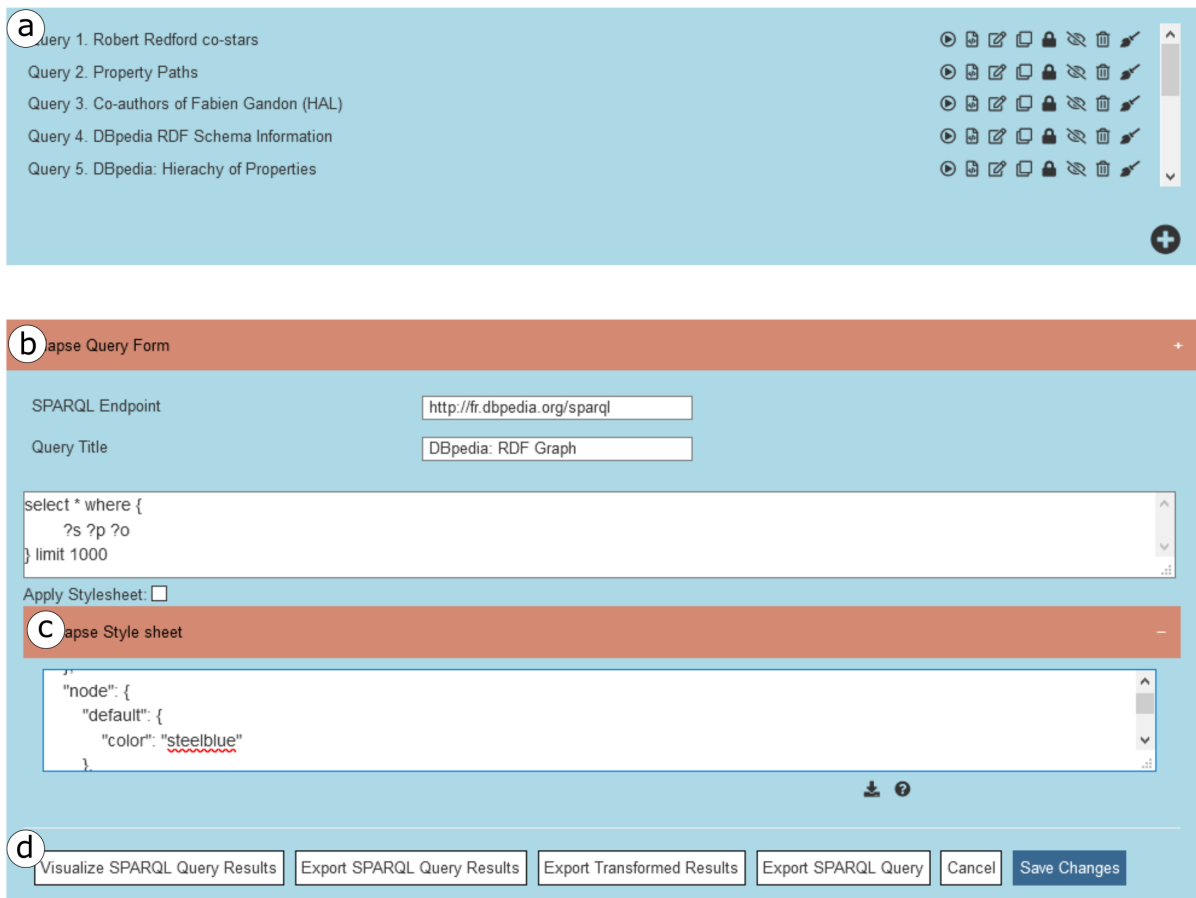 a
uery 1. Robert Redford co-stars
Query 2. Property Paths
Query 3. Co-authors of Fabien Gandon (HAL)
Query 4. DBpedia RDF Schema Information
Query 5. DBpedia: Hierachy of Properties
b
apse Query Form
+
SPARQL Endpoint
http://fr.dbpedia.org/sparql
Query Title
DBpedia: RDF Graph
select * where {
?s ?p ?o
} limit 1000
Apply Stylesheet:
c
apse Style sheet
−
},
"node": {
"default": {
"color": "steelblue"
},
d
Visualize SPARQL Query Results
Export SPARQL Query Results
Export Transformed Results
Export SPARQL Query
Cancel
Save Changes